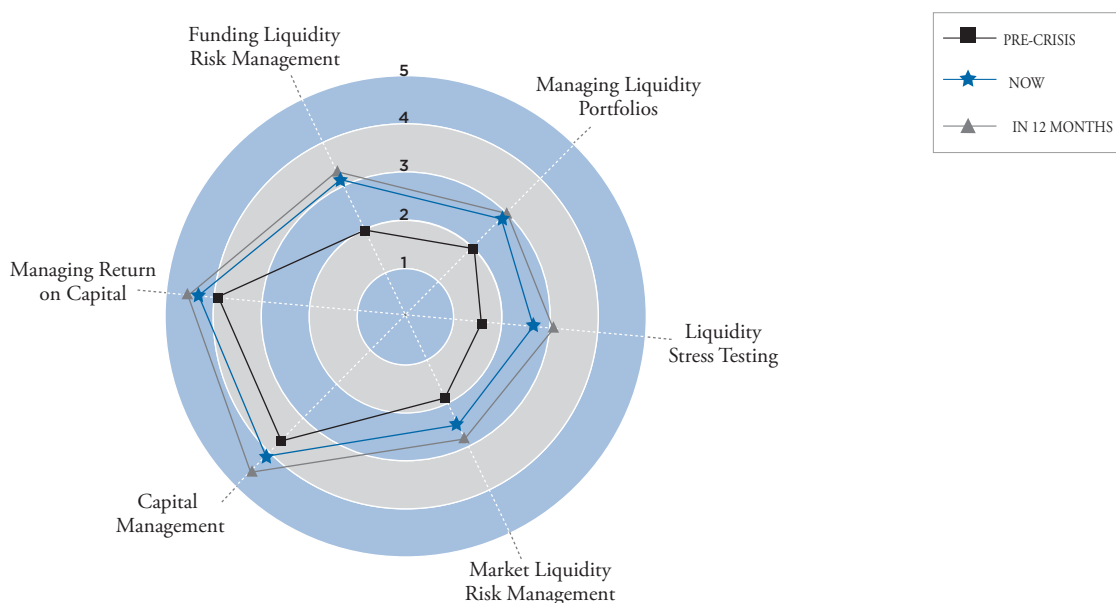 Funding Liquidity
Risk Management
Managing Liquidity
Portfolios
Liquidity
Stress Testing
Market Liquidity
Risk Management
Capital
Management
Managing Return
on Capital
5
4
3
2
1
PRE-CRISIS
NOW
IN 12 MONTHS